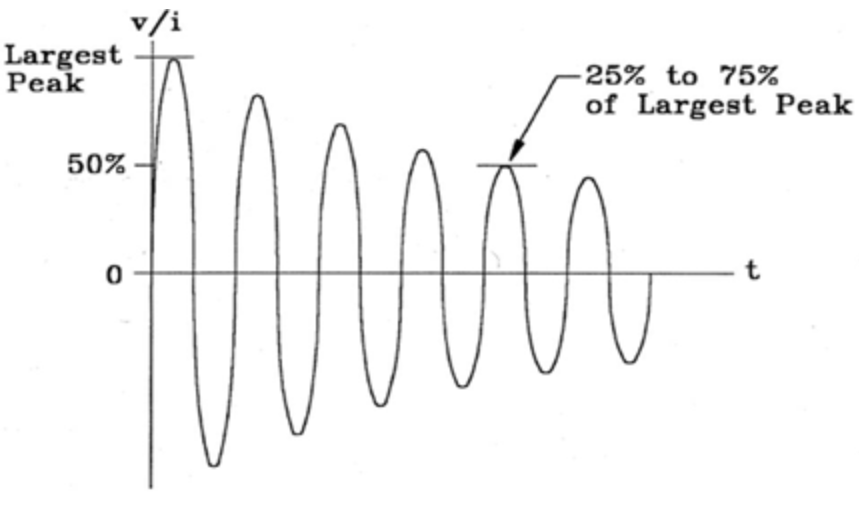 v/i
Largest
Peak
25% to 75%
of Largest Peak
50%
0
t